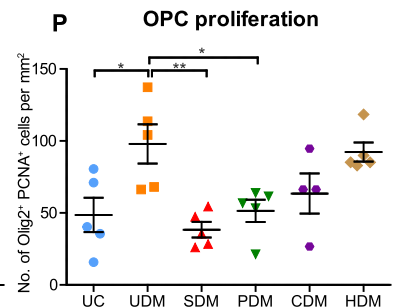 P
OPC proliferation
No. of Olig2⁺ PCNA⁺ cells per mm²
150
100
50
0
*
**
*
UC UDM SDM PDM CDM HDM